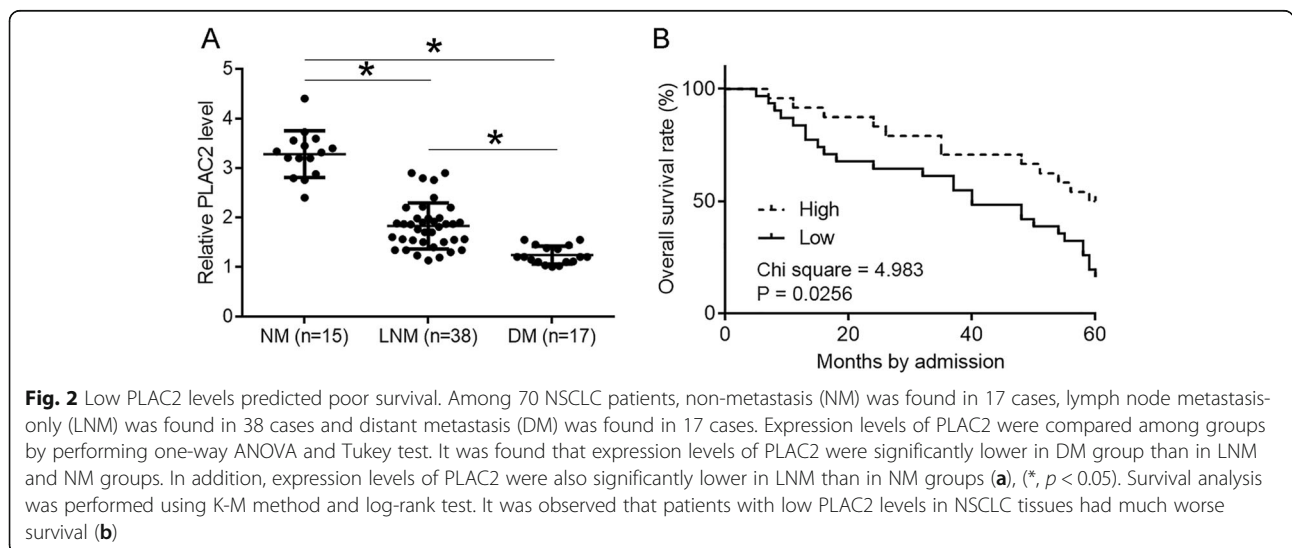 A
*
*
*
Relative PLAC2 level
5
4
3
2
1
0
NM (n=15) LNM (n=38) DM (n=17)
B
Overall survival rate (%)
100
50
0
High
Low
Chi square = 4.983
P = 0.0256
0 20 40 60
Months by admission
Fig. 2 Low PLAC2 levels predicted poor survival. Among 70 NSCLC patients, non-metastasis (NM) was found in 17 cases, lymph node metastasis-
only (LNM) was found in 38 cases and distant metastasis (DM) was found in 17 cases. Expression levels of PLAC2 were compared among groups
by performing one-way ANOVA and Tukey test. It was found that expression levels of PLAC2 were significantly lower in DM group than in LNM
and NM groups. In addition, expression levels of PLAC2 were also significantly lower in LNM than in NM groups (a), (*, p < 0.05). Survival analysis
was performed using K-M method and log-rank test. It was observed that patients with low PLAC2 levels in NSCLC tissues had much worse
survival (b)